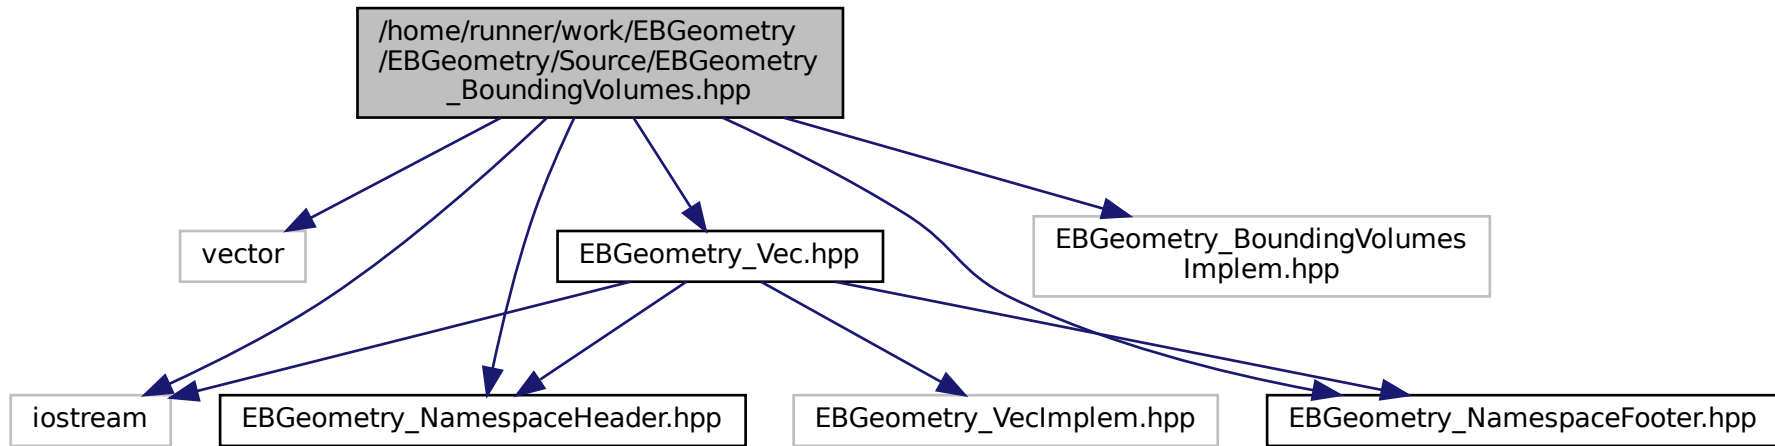 /home/runner/work/EBGeometry
/EBGeometry/Source/EBGeometry
_BoundingVolumes.hpp
vector
EBGeometry_Vec.hpp
EBGeometry_BoundingVolumes
Implem.hpp
iostream
EBGeometry_NamespaceHeader.hpp
EBGeometry_VecImplem.hpp
EBGeometry_NamespaceFooter.hpp